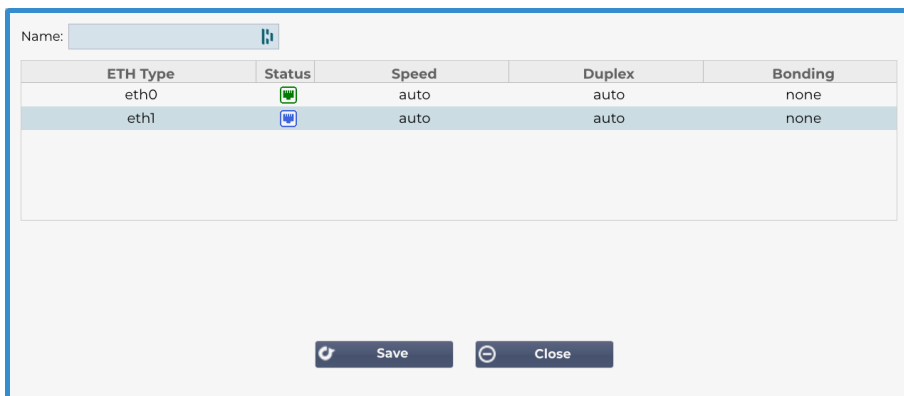 Name:
ETH Type Status Speed Duplex Bonding
eth0 auto auto none
eth1 auto auto none
Save Close